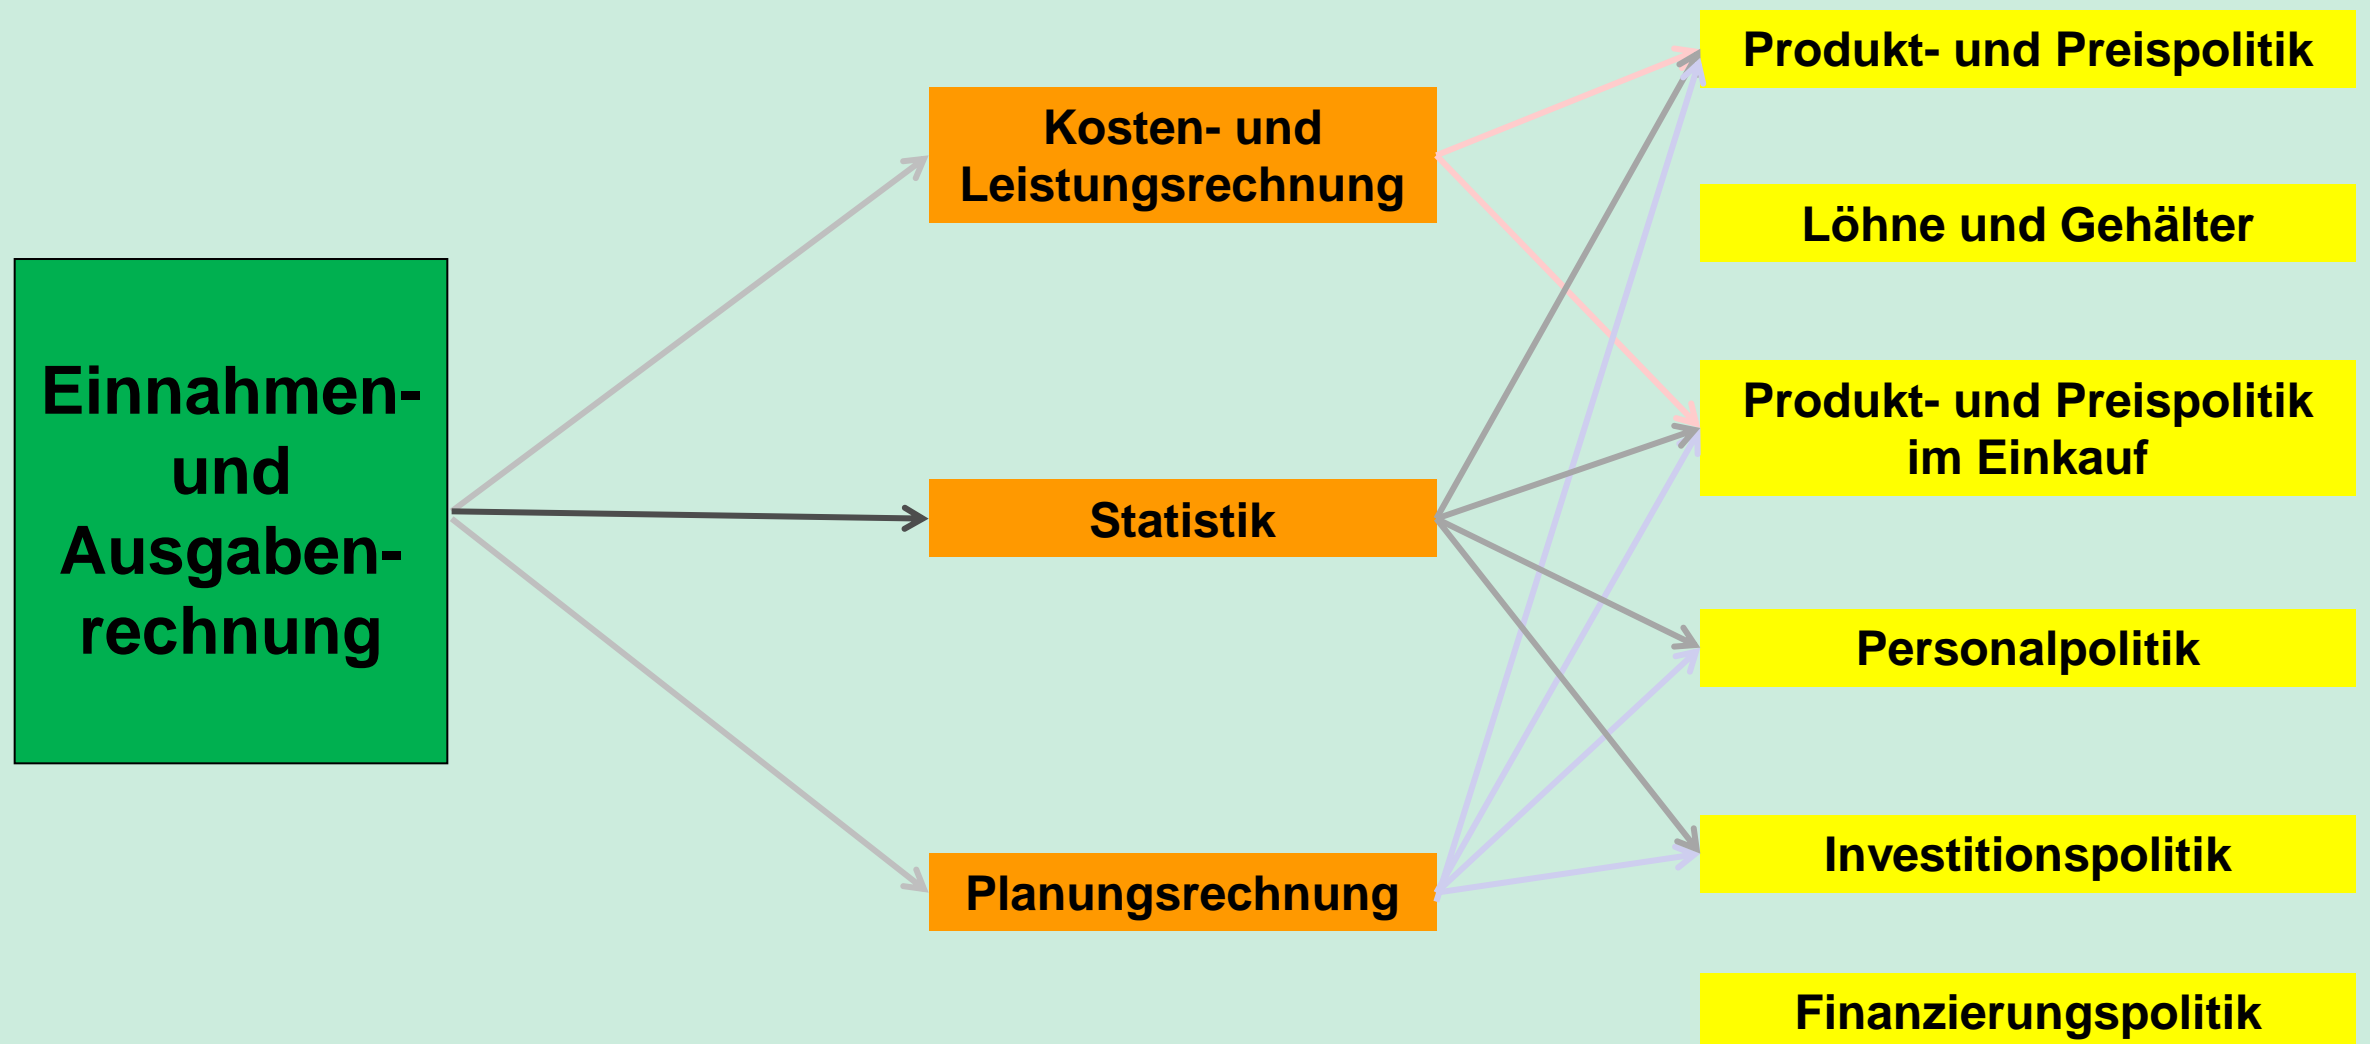 Einnahmen-
und
Ausgaben-
rechnung
Kosten- und
Leistungsrechnung
Statistik
Planungsrechnung
Produkt- und Preispolitik
Löhne und Gehälter
Produkt- und Preispolitik
im Einkauf
Personalpolitik
Investitionspolitik
Finanzierungspolitik